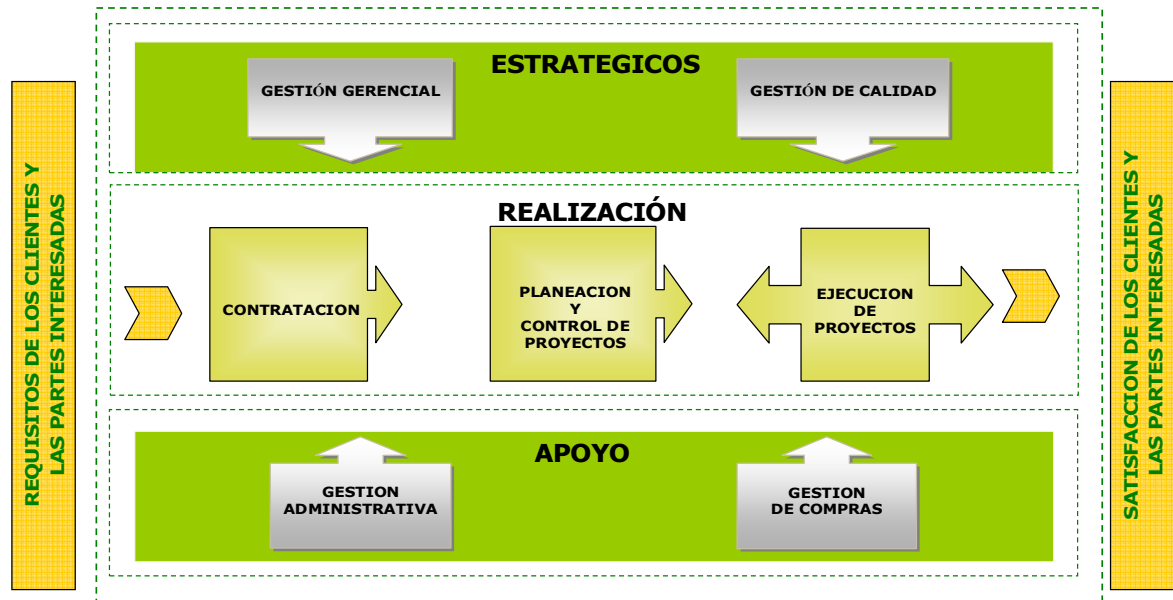 REQUISITOS DE LOS CLIENTES Y
LAS PARTES INTERESADAS
ESTRATEGICOS
GESTIÓN GERENCIAL
GESTIÓN DE CALIDAD
REALIZACIÓN
CONTRATACION
PLANEACION
Y
CONTROL DE
PROYECTOS
EJECUCION
DE
PROYECTOS
APOYO
GESTION
ADMINISTRATIVA
GESTION
DE COMPRAS
SATISFACCION DE LOS CLIENTES Y
LAS PARTES INTERESADAS